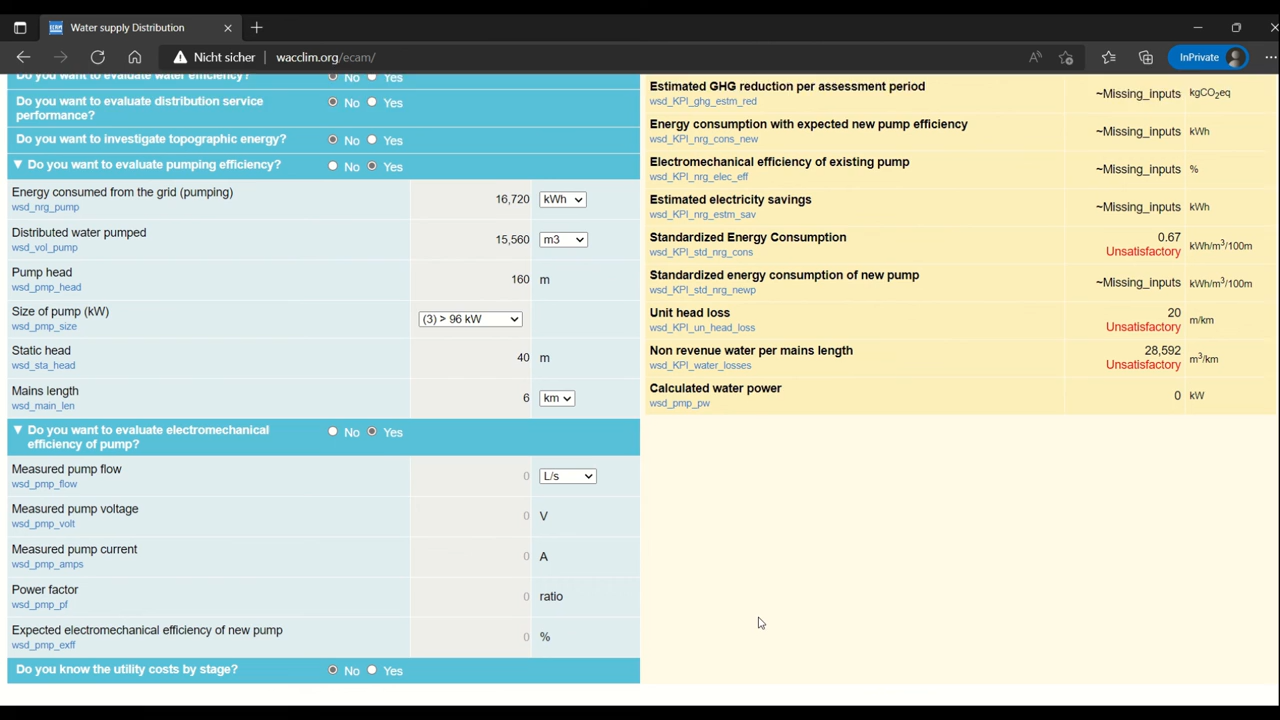 Water supply Distribution
Nicht sicher | wacclim.org/ecam/
InPrivate
Do you want to evaluate water efficiency? No Yes
Do you want to evaluate distribution service
performance? No Yes
Do you want to investigate topographic energy? No Yes
Do you want to evaluate pumping efficiency? No Yes
Energy consumed from the grid (pumping) 16,720 kWh
wsd_nrg_pump
Distributed water pumped 15,560 m3
wsd_vol_pump
Pump head 160 m
wsd_pmp_head
Size of pump (kW) (3) > 96 kW
wsd_pmp_size
Static head 40 m
wsd_sta_head
Mains length 6 km
wsd_main_len
Do you want to evaluate electromechanical
efficiency of pump? No Yes
Measured pump flow 0 L/s
wsd_pmp_flow
Measured pump voltage 0 V
wsd_pmp_volt
Measured pump current 0 A
wsd_pmp_amps
Power factor 0 ratio
wsd_pmp_pf
Expected electromechanical efficiency of new pump 0 %
wsd_pmp_exff
Do you know the utility costs by stage? No Yes
Estimated GHG reduction per assessment period ~Missing_inputs kgCO2eq
wsd_KPI_ghg_estm_red
Energy consumption with expected new pump efficiency ~Missing_inputs kWh
wsd_KPI_nrg_cons_new
Electromechanical efficiency of existing pump ~Missing_inputs %
wsd_KPI_nrg_elec_eff
Estimated electricity savings ~Missing_inputs kWh
wsd_KPI_nrg_estm_sav
Standardized Energy Consumption 0.67 kWh/m³/100m
wsd_KPI_std_nrg_cons Unsatisfactory
Standardized energy consumption of new pump ~Missing_inputs kWh/m³/100m
wsd_KPI_std_nrg_newp
Unit head loss 20 m/km
wsd_KPI_un_head_loss Unsatisfactory
Non revenue water per mains length 28,592 m³/km
wsd_KPI_water_losses Unsatisfactory
Calculated water power 0 kW
wsd_pmp_pw